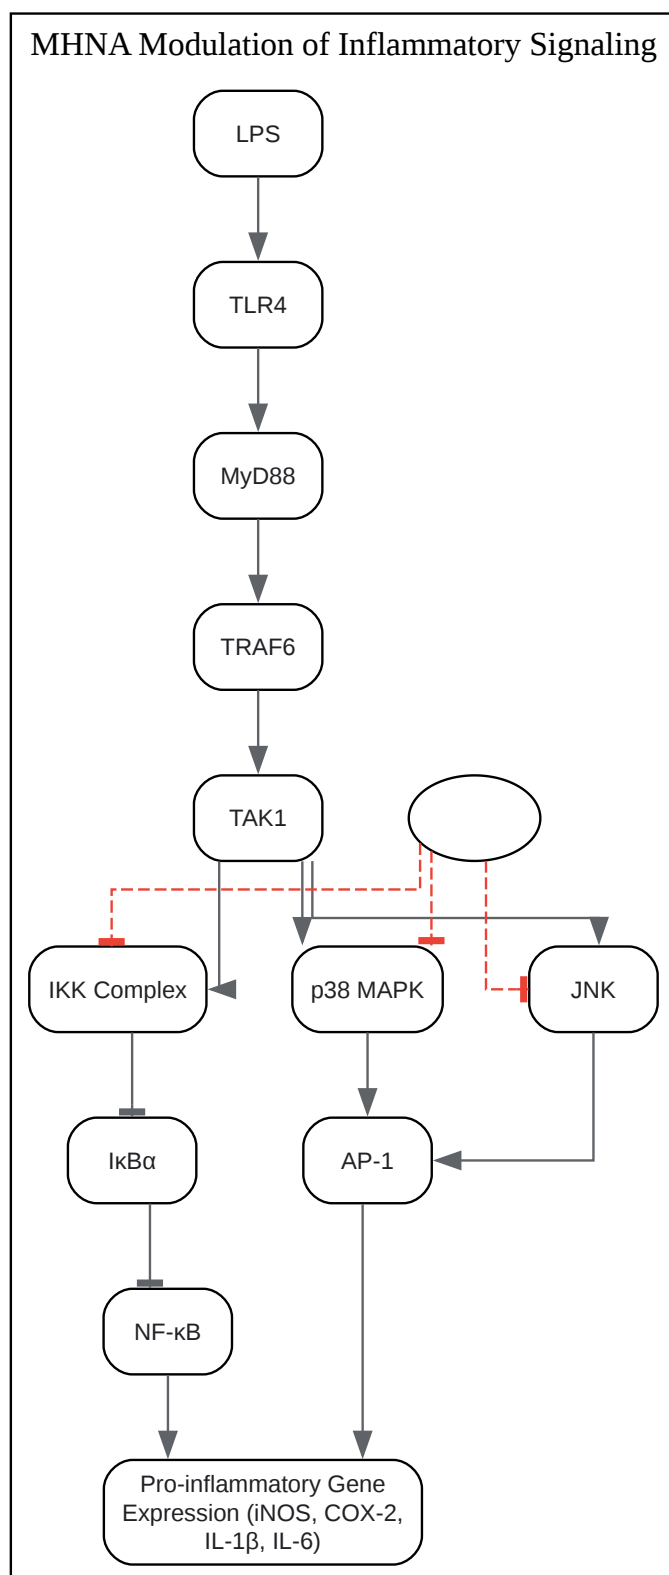 MHNA Modulation of Inflammatory Signaling
LPS
TLR4
MyD88
TRAF6
TAK1
IKK Complex
p38 MAPK
JNK
IκBα
AP-1
NF-κB
Pro-inflammatory Gene
Expression (iNOS, COX-2,
IL-1β, IL-6)